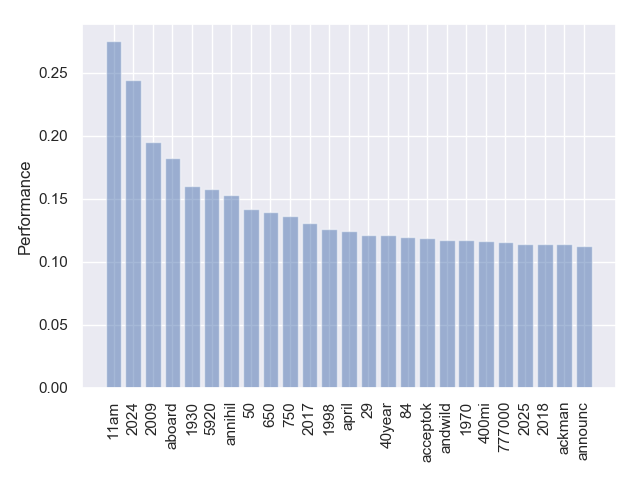 Performance
0.25
0.20
0.15
0.10
0.05
0.00
11am
2024
2009
aboard
1930
5920
annihil
50
650
750
2017
1998
april
29
40year
84
acceptok
andwild
1970
400mi
777000
2025
2018
ackman
announc